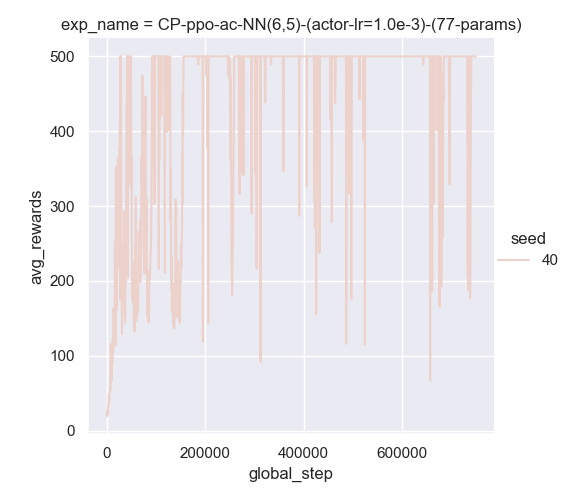 exp_name = CP-ppo-ac-NN(6,5)-(actor-lr=1.0e-3)-(77-params)
500
400
300
200
100
0
avg_rewards
0 200000 400000 600000
global_step
seed
40